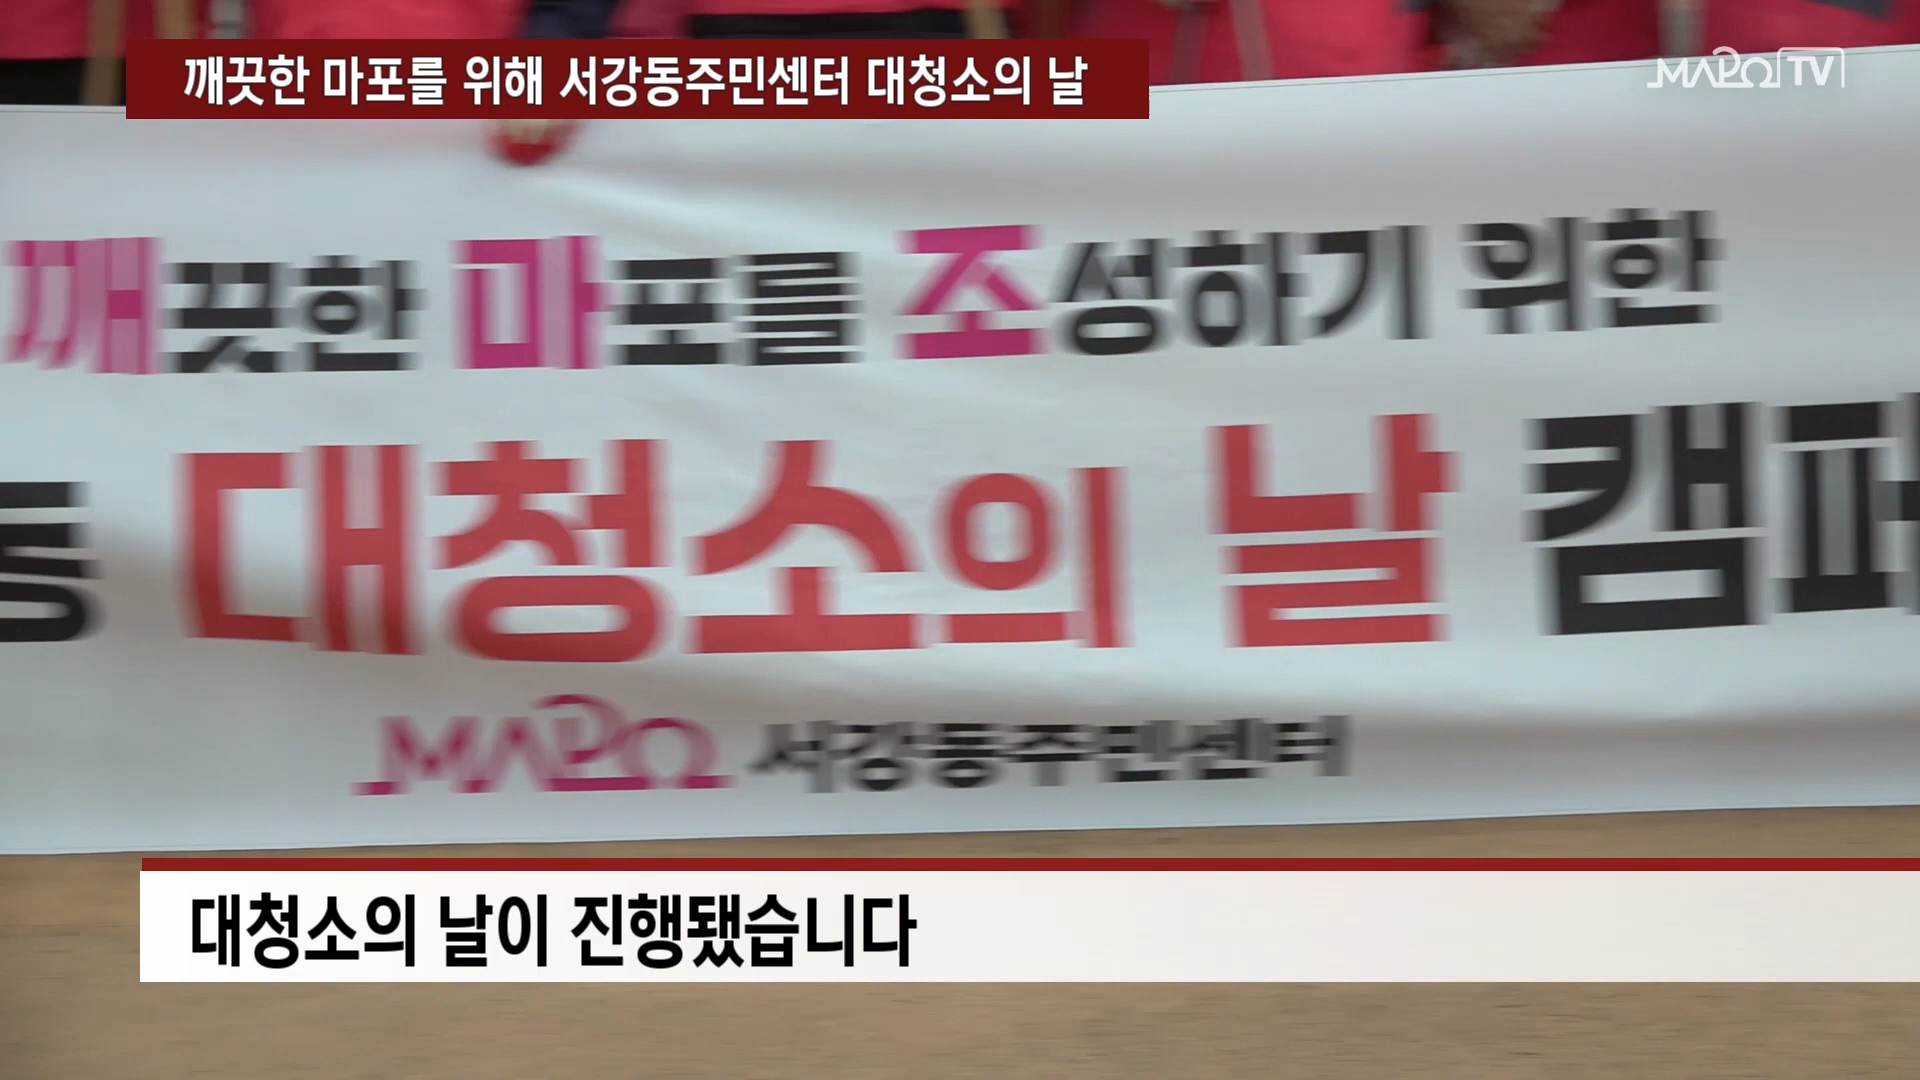 깨끗한 마포를 위해 서강동주민센터 대청소의 날
MAPO TV
깨끗한 마포를 조성하기 위한
대청소의 날
MAPO 서강동주민센터
대청소의 날이 진행됐습니다